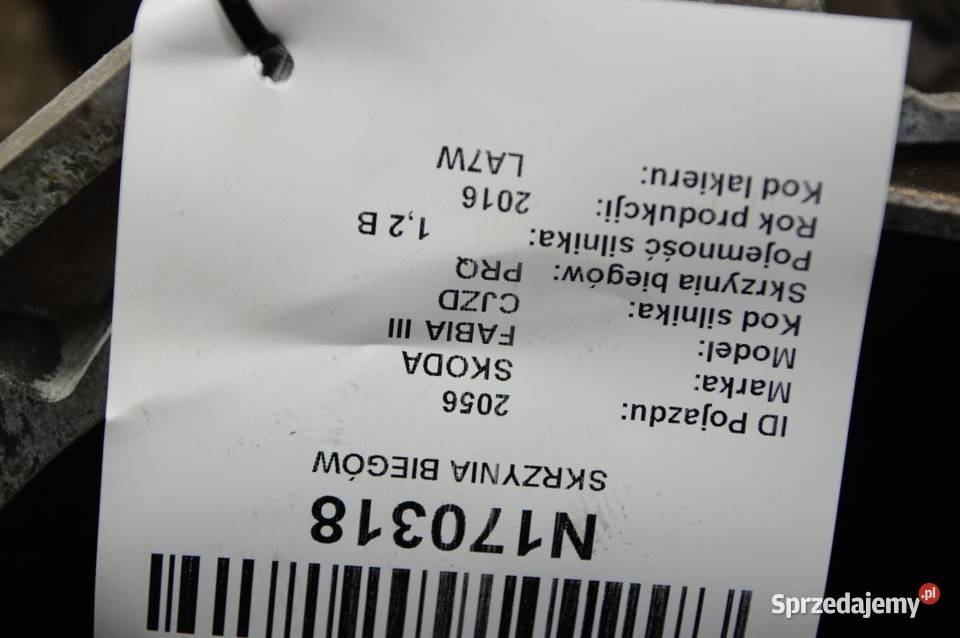 N170318
SKRZYNIA BIEGÓW
ID Pojazdu: 2056
Marka: SKODA
Model: FABIA III
Kod silnika: CJZD
Skrzynia biegów: PRQ
Pojemność silnika: 1,2 B
Rok produkcji: 2016
Kod lakieru: LA7W
Sprzedajemy.pl